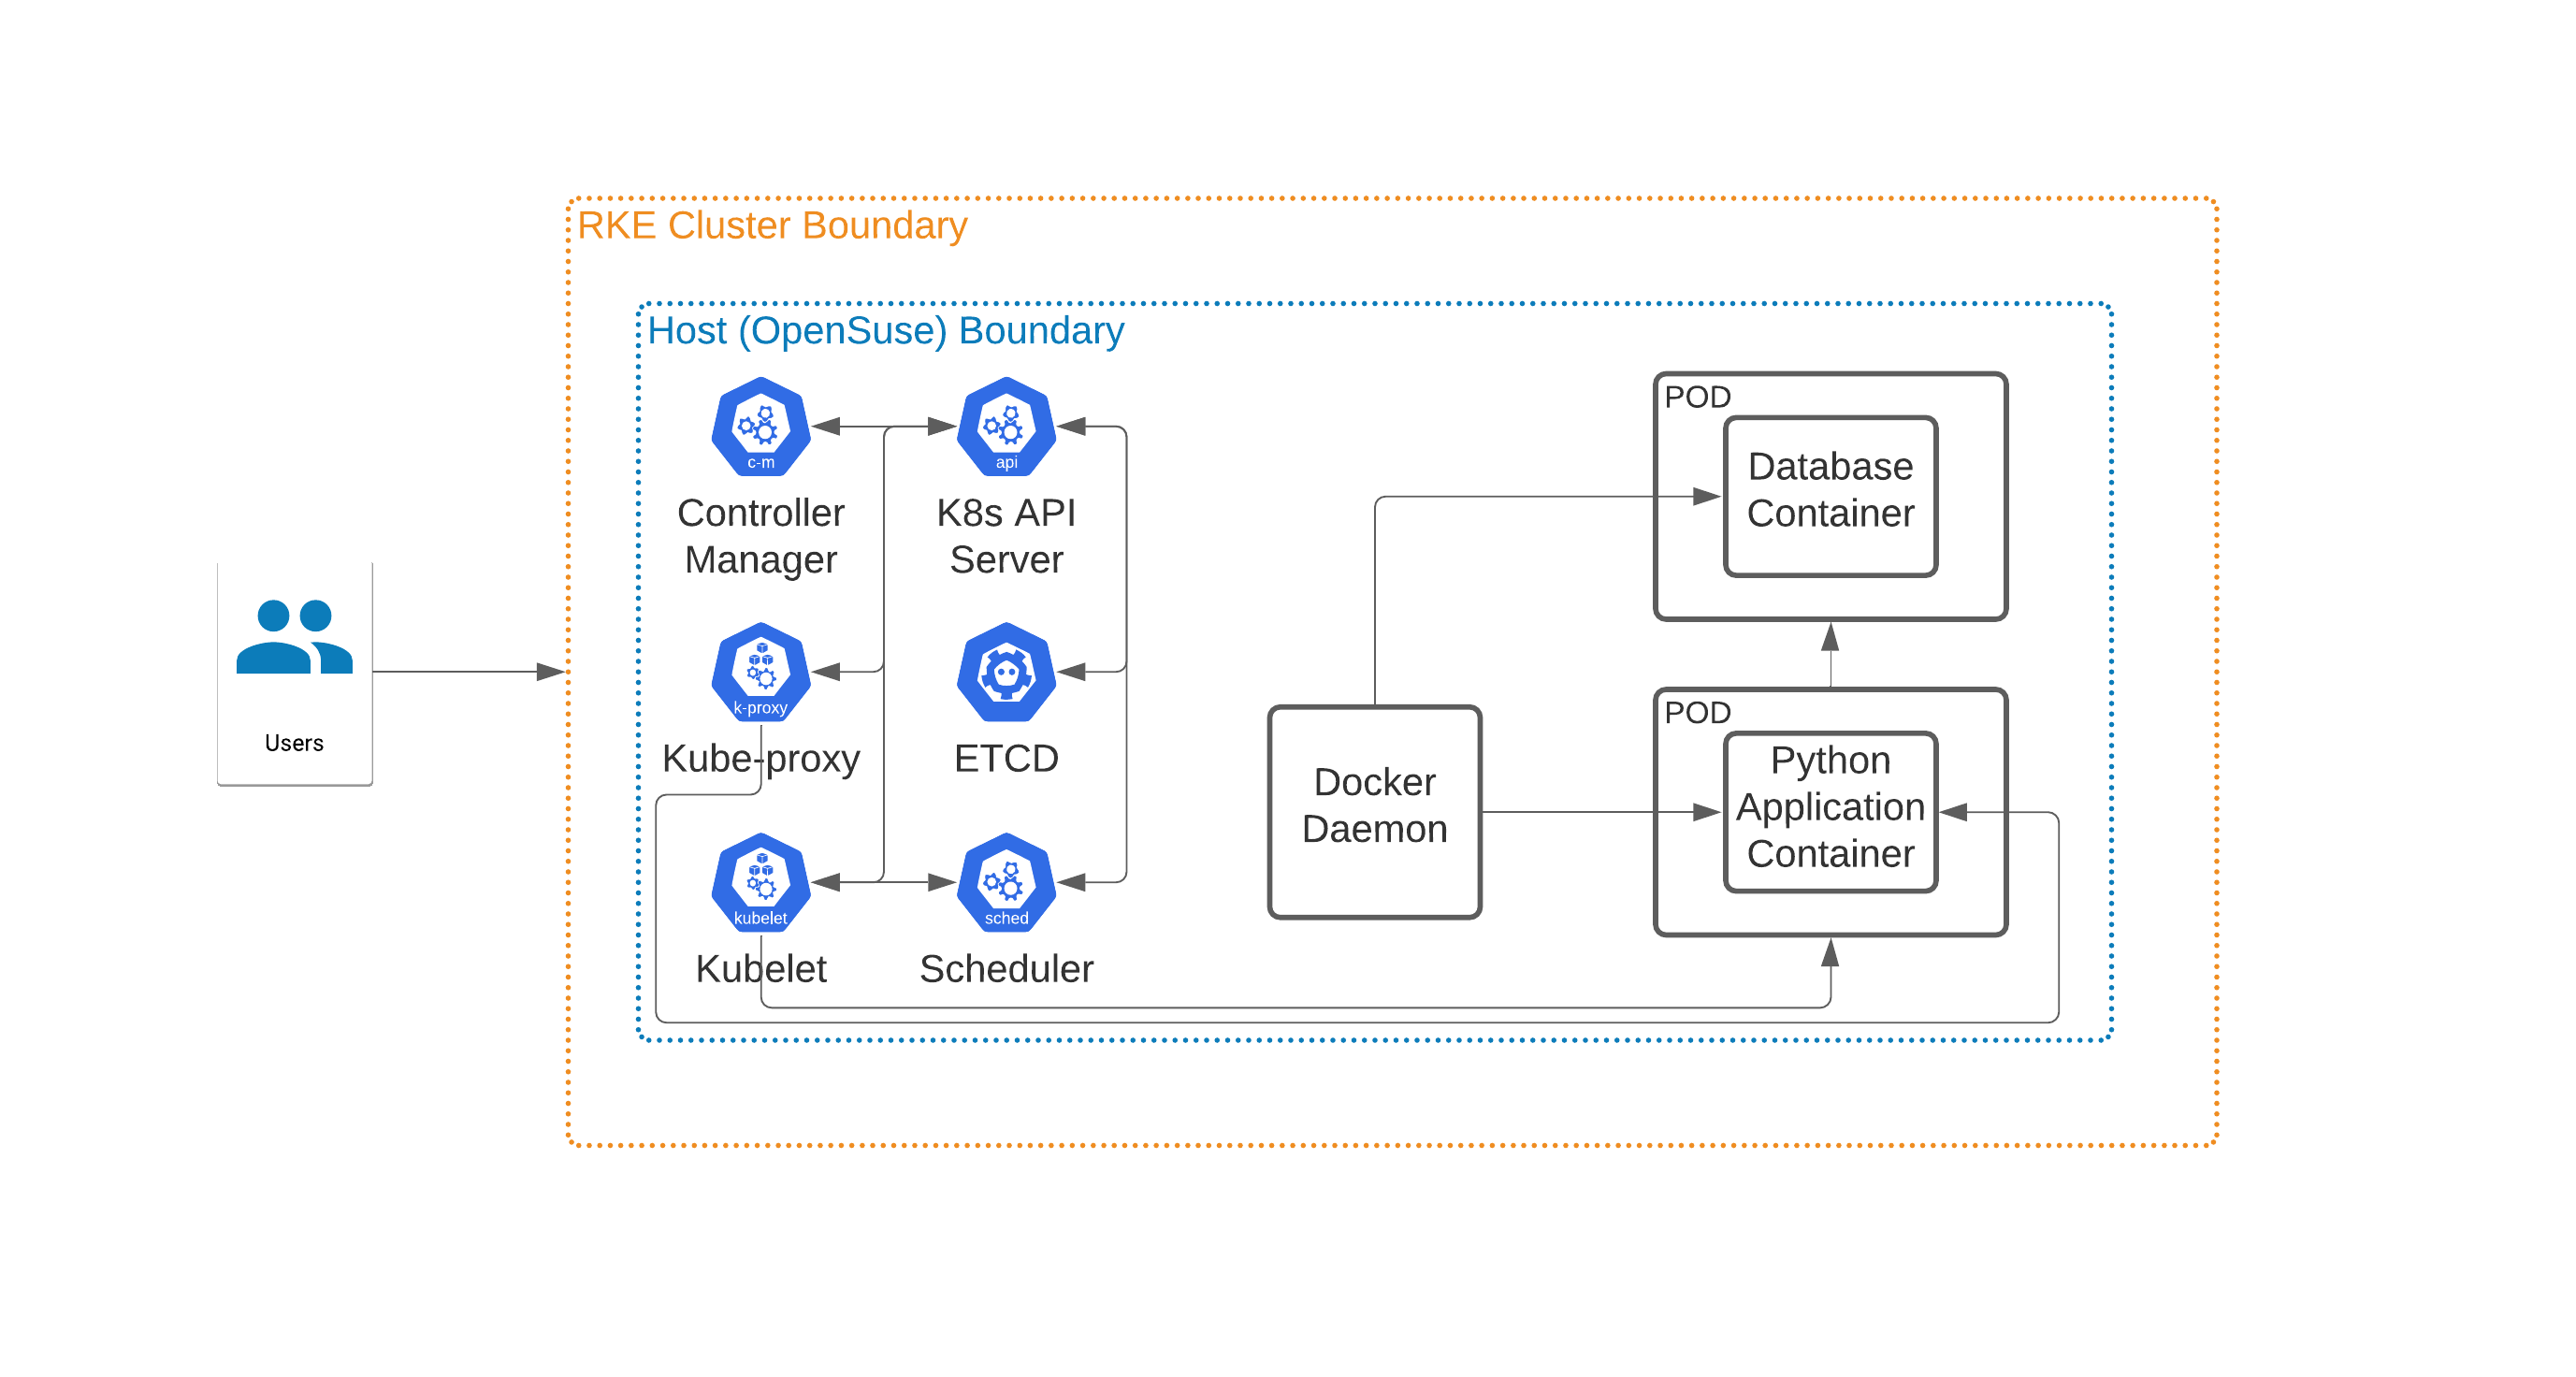 RKE Cluster Boundary
Host (OpenSuse) Boundary
c-m
Controller
Manager
api
K8s API
Server
k-proxy
Kube-proxy
ETCD
kubelet
Kubelet
sched
Scheduler
Users
Docker
Daemon
POD
Database
Container
POD
Python
Application
Container